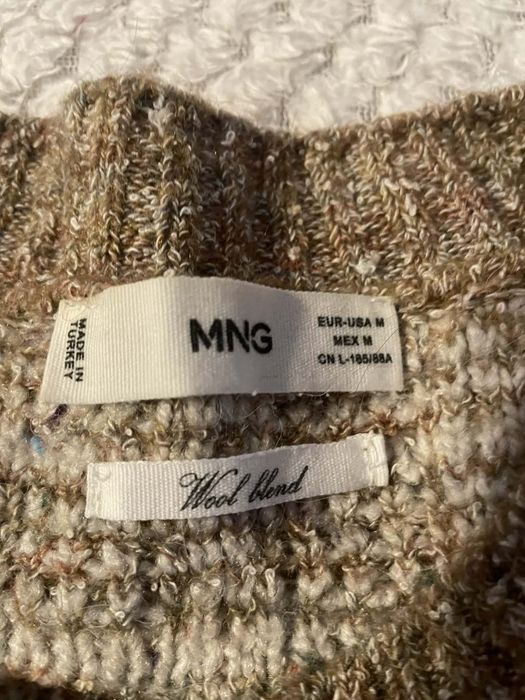 MADE IN
TURKEY
MNG
EUR-USA M
MEX M
CN L-165/88A
Wool blend